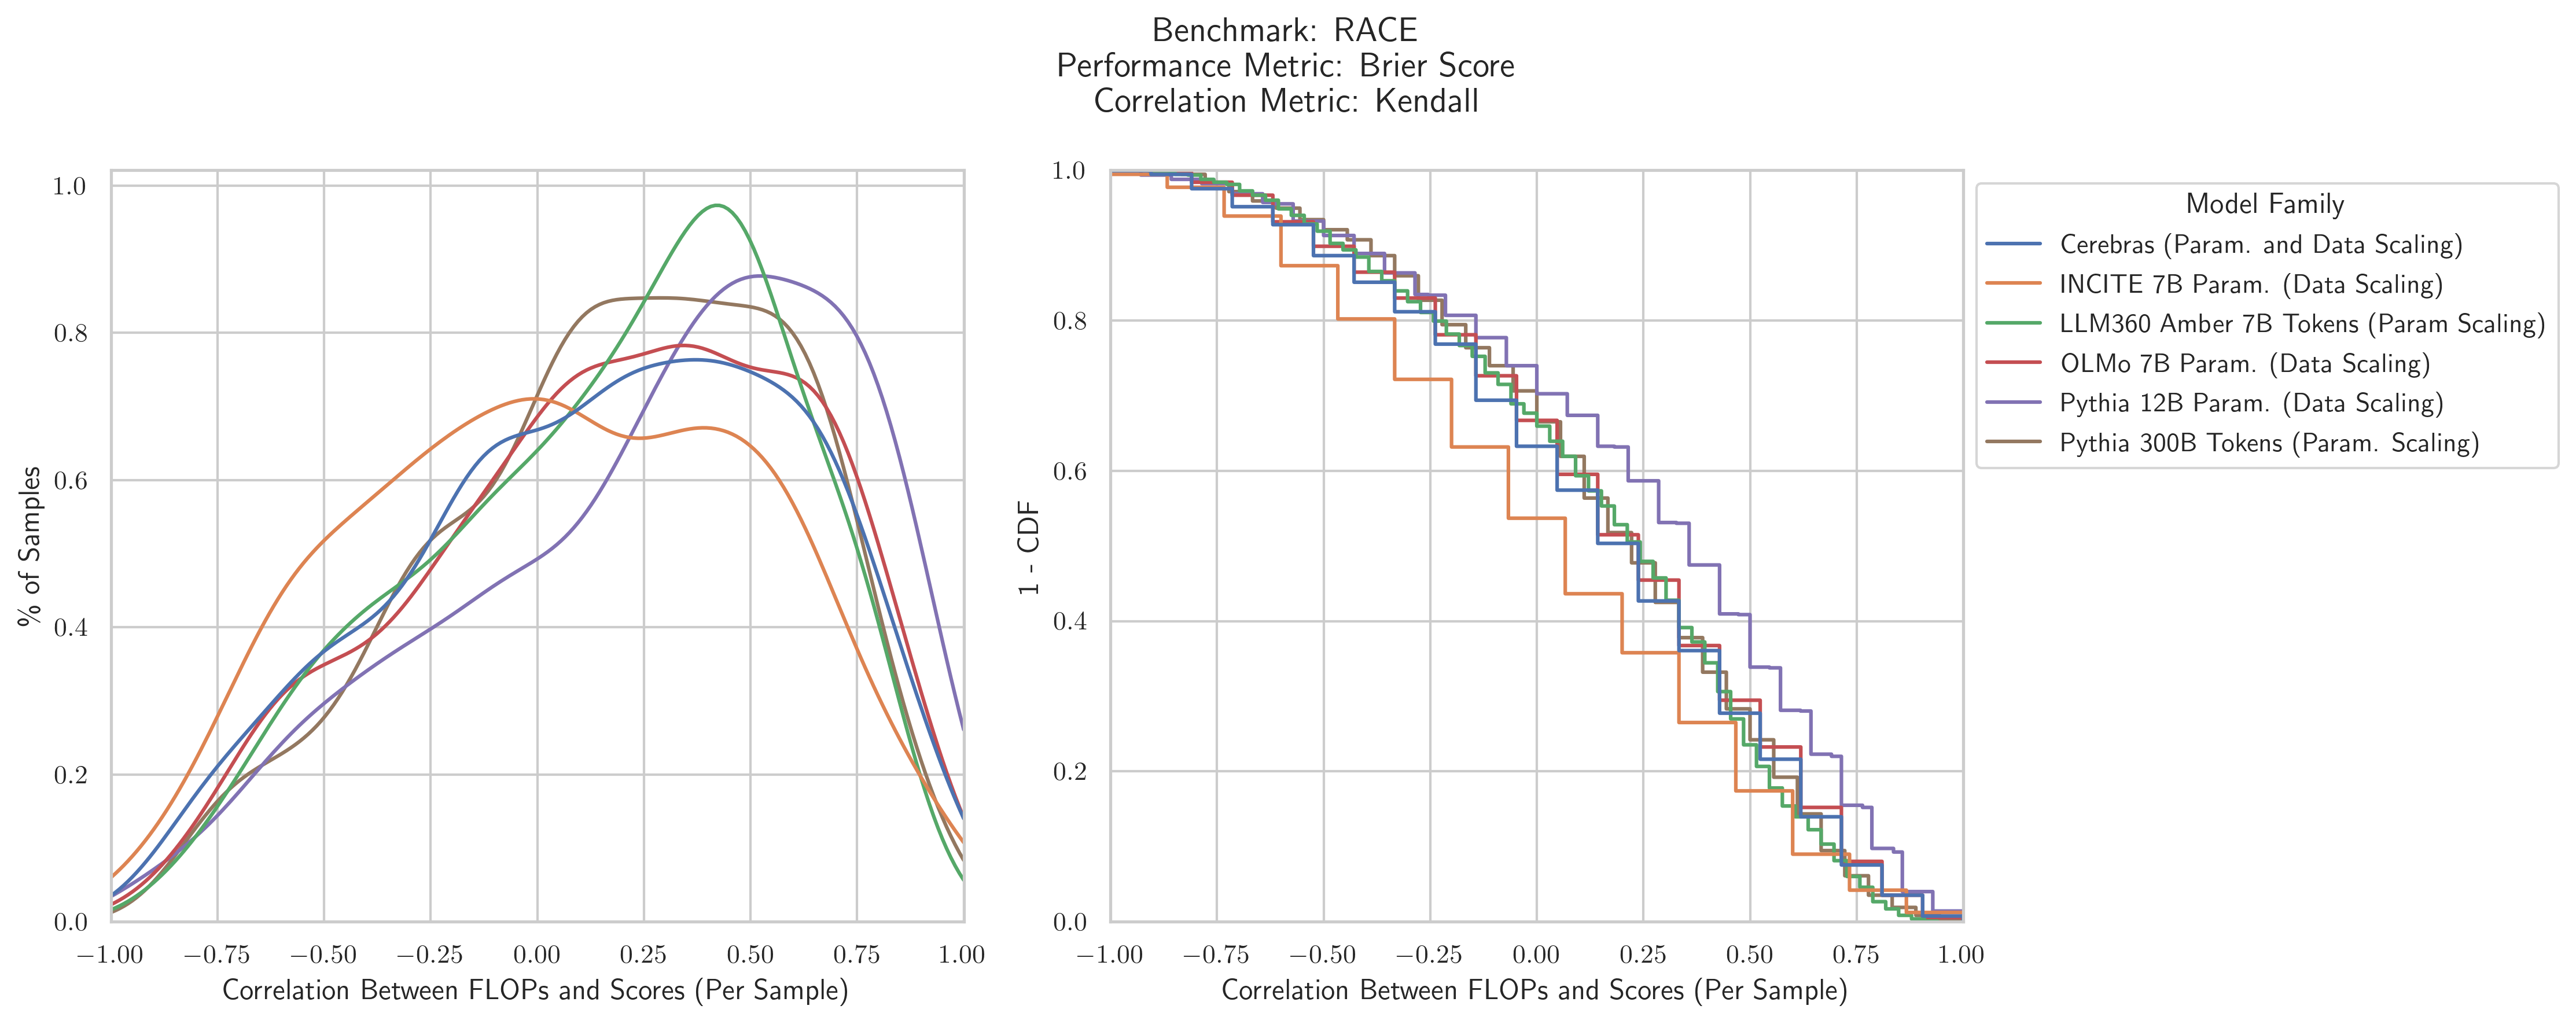 Benchmark: RACE
Performance Metric: Brier Score
Correlation Metric: Kendall
% of Samples
1.0
0.8
0.6
0.4
0.2
0.0
−1.00 −0.75 −0.50 −0.25 0.00 0.25 0.50 0.75 1.00
Correlation Between FLOPs and Scores (Per Sample)
1 - CDF
1.0
0.8
0.6
0.4
0.2
0.0
−1.00 −0.75 −0.50 −0.25 0.00 0.25 0.50 0.75 1.00
Correlation Between FLOPs and Scores (Per Sample)
Model Family
Cerebras (Param. and Data Scaling)
INCITE 7B Param. (Data Scaling)
LLM360 Amber 7B Tokens (Param Scaling)
OLMo 7B Param. (Data Scaling)
Pythia 12B Param. (Data Scaling)
Pythia 300B Tokens (Param. Scaling)